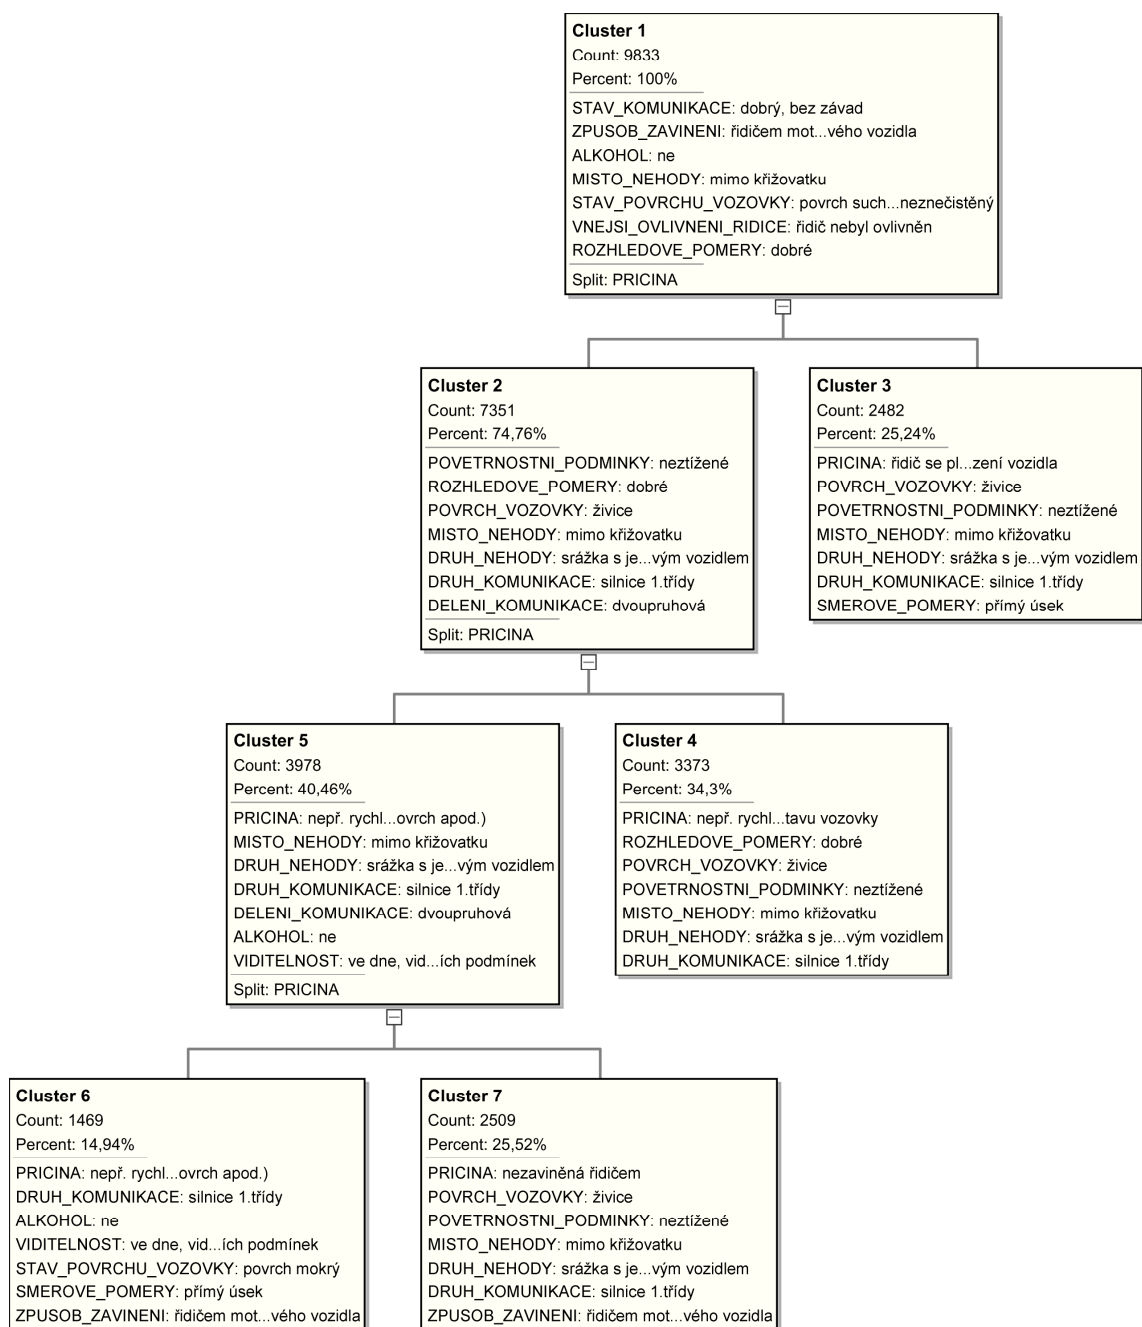 Cluster 1
Count: 9833
Percent: 100%
STAV_KOMUNIKACE: dobrý, bez závad
ZPUSOB_ZAVINENI: řidičem mot...vého vozidla
ALKOHOL: ne
MISTO_NEHODY: mimo křižovatku
STAV_POVRCHU_VOZOVKY: povrch such...neznečistěný
VNEJSI_OVLIVNENI_RIDICE: řidič nebyl ovlivněn
ROZHLEDOVE_POMERY: dobré
Split: PRICINA
Cluster 2
Count: 7351
Percent: 74,76%
POVETRNOSTNI_PODMINKY: neztížené
ROZHLEDOVE_POMERY: dobré
POVRCH_VOZOVKY: živice
MISTO_NEHODY: mimo křižovatku
DRUH_NEHODY: srážka s je...vým vozidlem
DRUH_KOMUNIKACE: silnice 1.třídy
DELENI_KOMUNIKACE: dvoupruhová
Split: PRICINA
Cluster 3
Count: 2482
Percent: 25,24%
PRICINA: řidič se pl...zení vozidla
POVRCH_VOZOVKY: živice
POVETRNOSTNI_PODMINKY: neztížené
MISTO_NEHODY: mimo křižovatku
DRUH_NEHODY: srážka s je...vým vozidlem
DRUH_KOMUNIKACE: silnice 1.třídy
SMEROVE_POMERY: přímý úsek
Cluster 5
Count: 3978
Percent: 40,46%
PRICINA: nepř. rychl...ovrch apod.)
MISTO_NEHODY: mimo křižovatku
DRUH_NEHODY: srážka s je...vým vozidlem
DRUH_KOMUNIKACE: silnice 1.třídy
DELENI_KOMUNIKACE: dvoupruhová
ALKOHOL: ne
VIDITELNOST: ve dne, vid...ích podmínek
Split: PRICINA
Cluster 4
Count: 3373
Percent: 34,3%
PRICINA: nepř. rychl...tavu vozovky
ROZHLEDOVE_POMERY: dobré
POVRCH_VOZOVKY: živice
POVETRNOSTNI_PODMINKY: neztížené
MISTO_NEHODY: mimo křižovatku
DRUH_NEHODY: srážka s je...vým vozidlem
DRUH_KOMUNIKACE: silnice 1.třídy
Cluster 6
Count: 1469
Percent: 14,94%
PRICINA: nepř. rychl...ovrch apod.)
DRUH_KOMUNIKACE: silnice 1.třídy
ALKOHOL: ne
VIDITELNOST: ve dne, vid...ích podmínek
STAV_POVRCHU_VOZOVKY: povrch mokrý
SMEROVE_POMERY: přímý úsek
ZPUSOB_ZAVINENI: řidičem mot...vého vozidla
Cluster 7
Count: 2509
Percent: 25,52%
PRICINA: nezaviněná řidičem
POVRCH_VOZOVKY: živice
POVETRNOSTNI_PODMINKY: neztížené
MISTO_NEHODY: mimo křižovatku
DRUH_NEHODY: srážka s je...vým vozidlem
DRUH_KOMUNIKACE: silnice 1.třídy
ZPUSOB_ZAVINENI: řidičem mot...vého vozidla